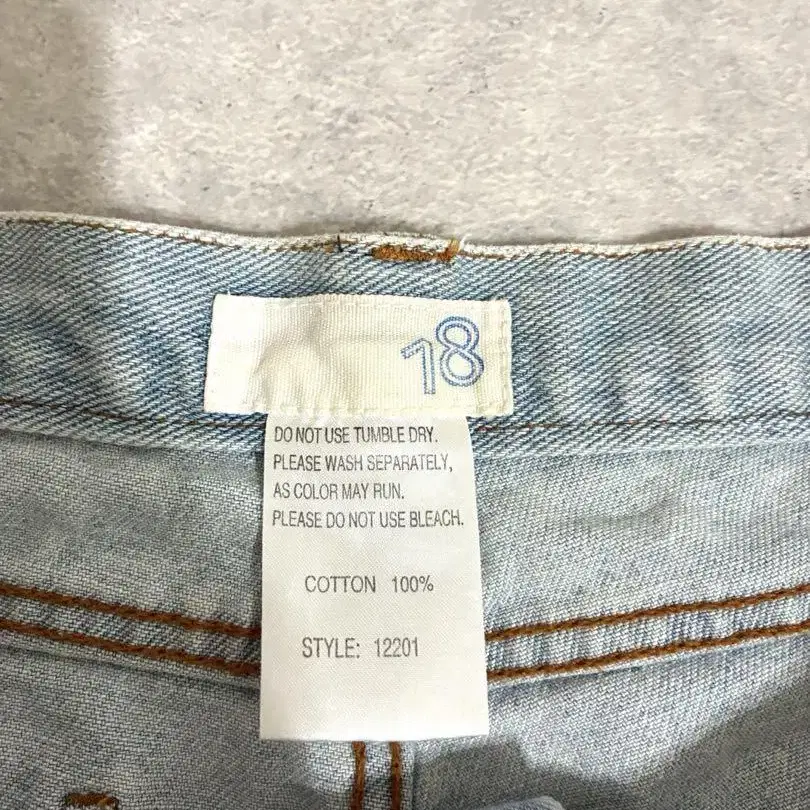 18
DO NOT USE TUMBLE DRY.
PLEASE WASH SEPARATELY,
AS COLOR MAY RUN.
PLEASE DO NOT USE BLEACH.
COTTON 100%
STYLE: 12201